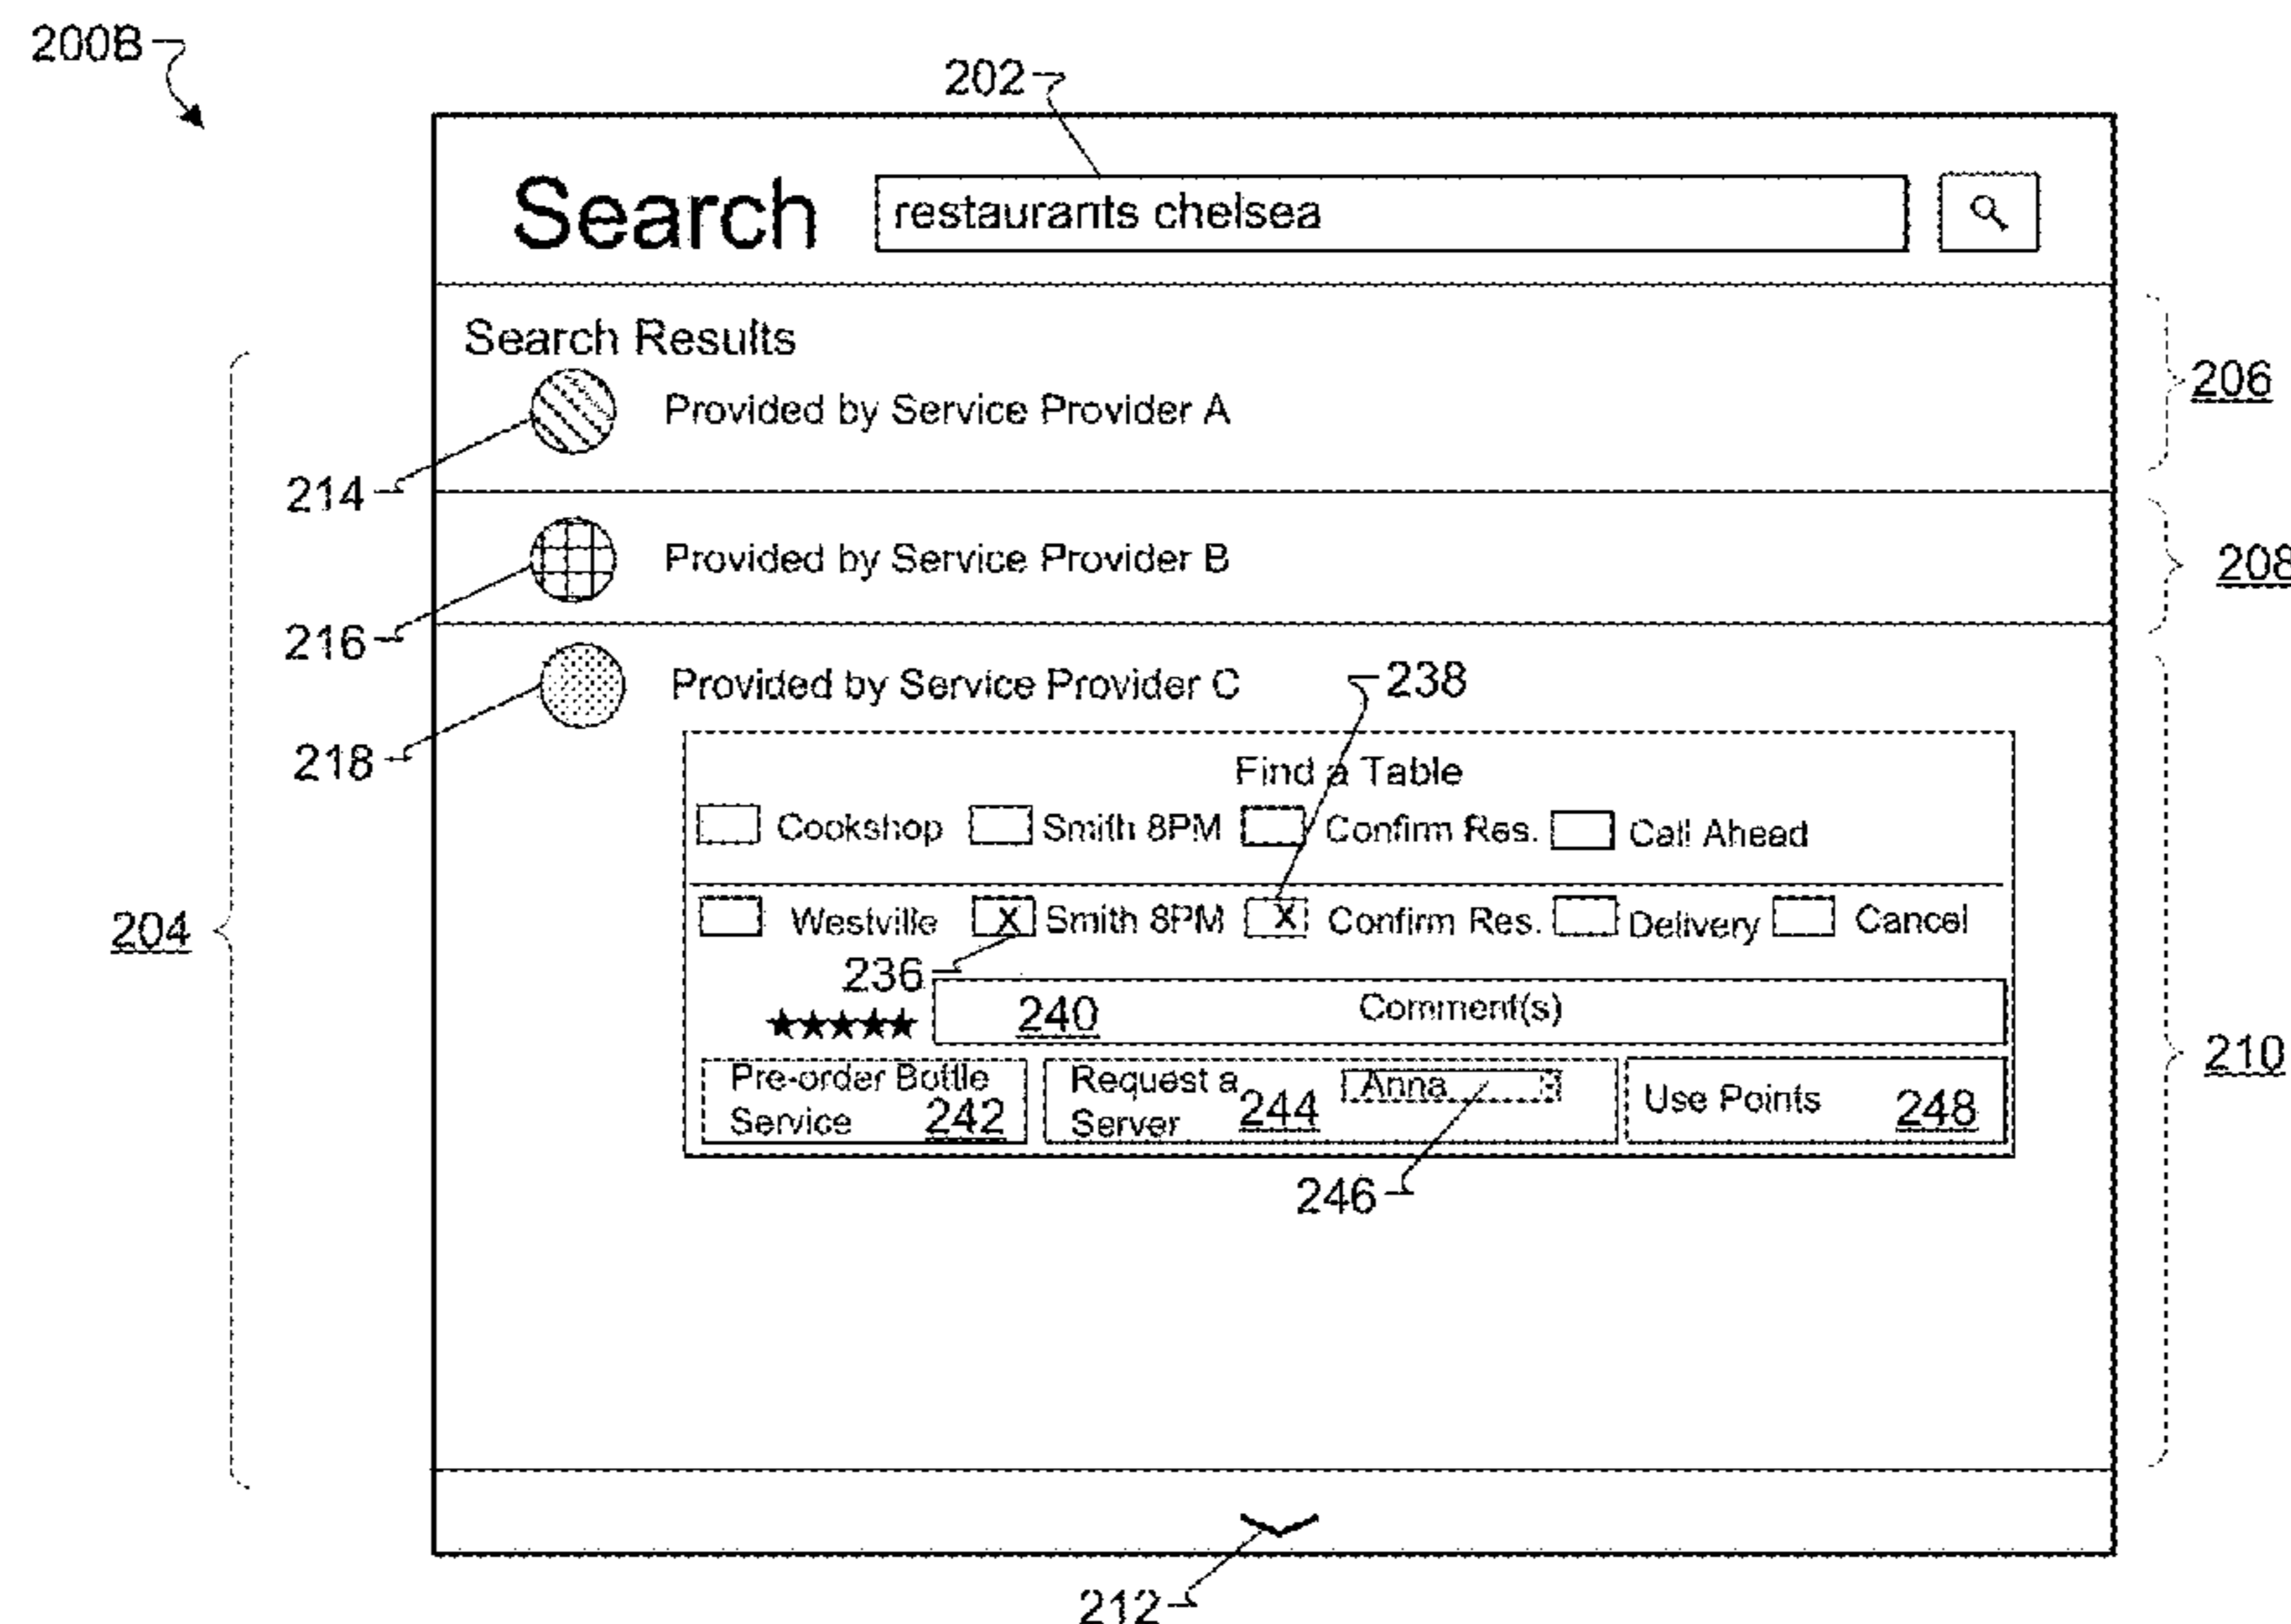 200B
202
Search restaurants chelsea
Search Results
206
Provided by Service Provider A
214
Provided by Service Provider B
208
216
Provided by Service Provider C
238
218
Find a Table
Cookshop Smith 8PM Confirm Res. Call Ahead
204
Westville X Smith 8PM X Confirm Res. Delivery Cancel
236
240 Comment(s)
★★★★★
210
Pre-order Bottle Service 242
Request a Server 244 Anna
Use Points 248
246
212